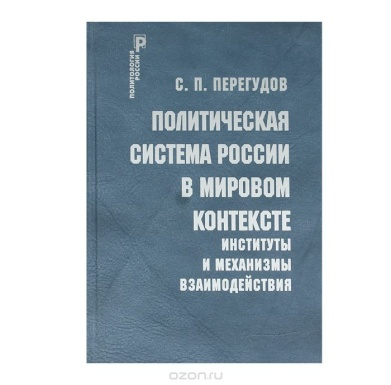 ПОЛИТОЛОГИЯ
РОССИИ
Р
С. П. ПЕРЕГУДОВ
ПОЛИТИЧЕСКАЯ
СИСТЕМА РОССИИ
В МИРОВОМ
КОНТЕКСТЕ
ИНСТИТУТЫ
И МЕХАНИЗМЫ
ВЗАИМОДЕЙСТВИЯ
ozon.ru